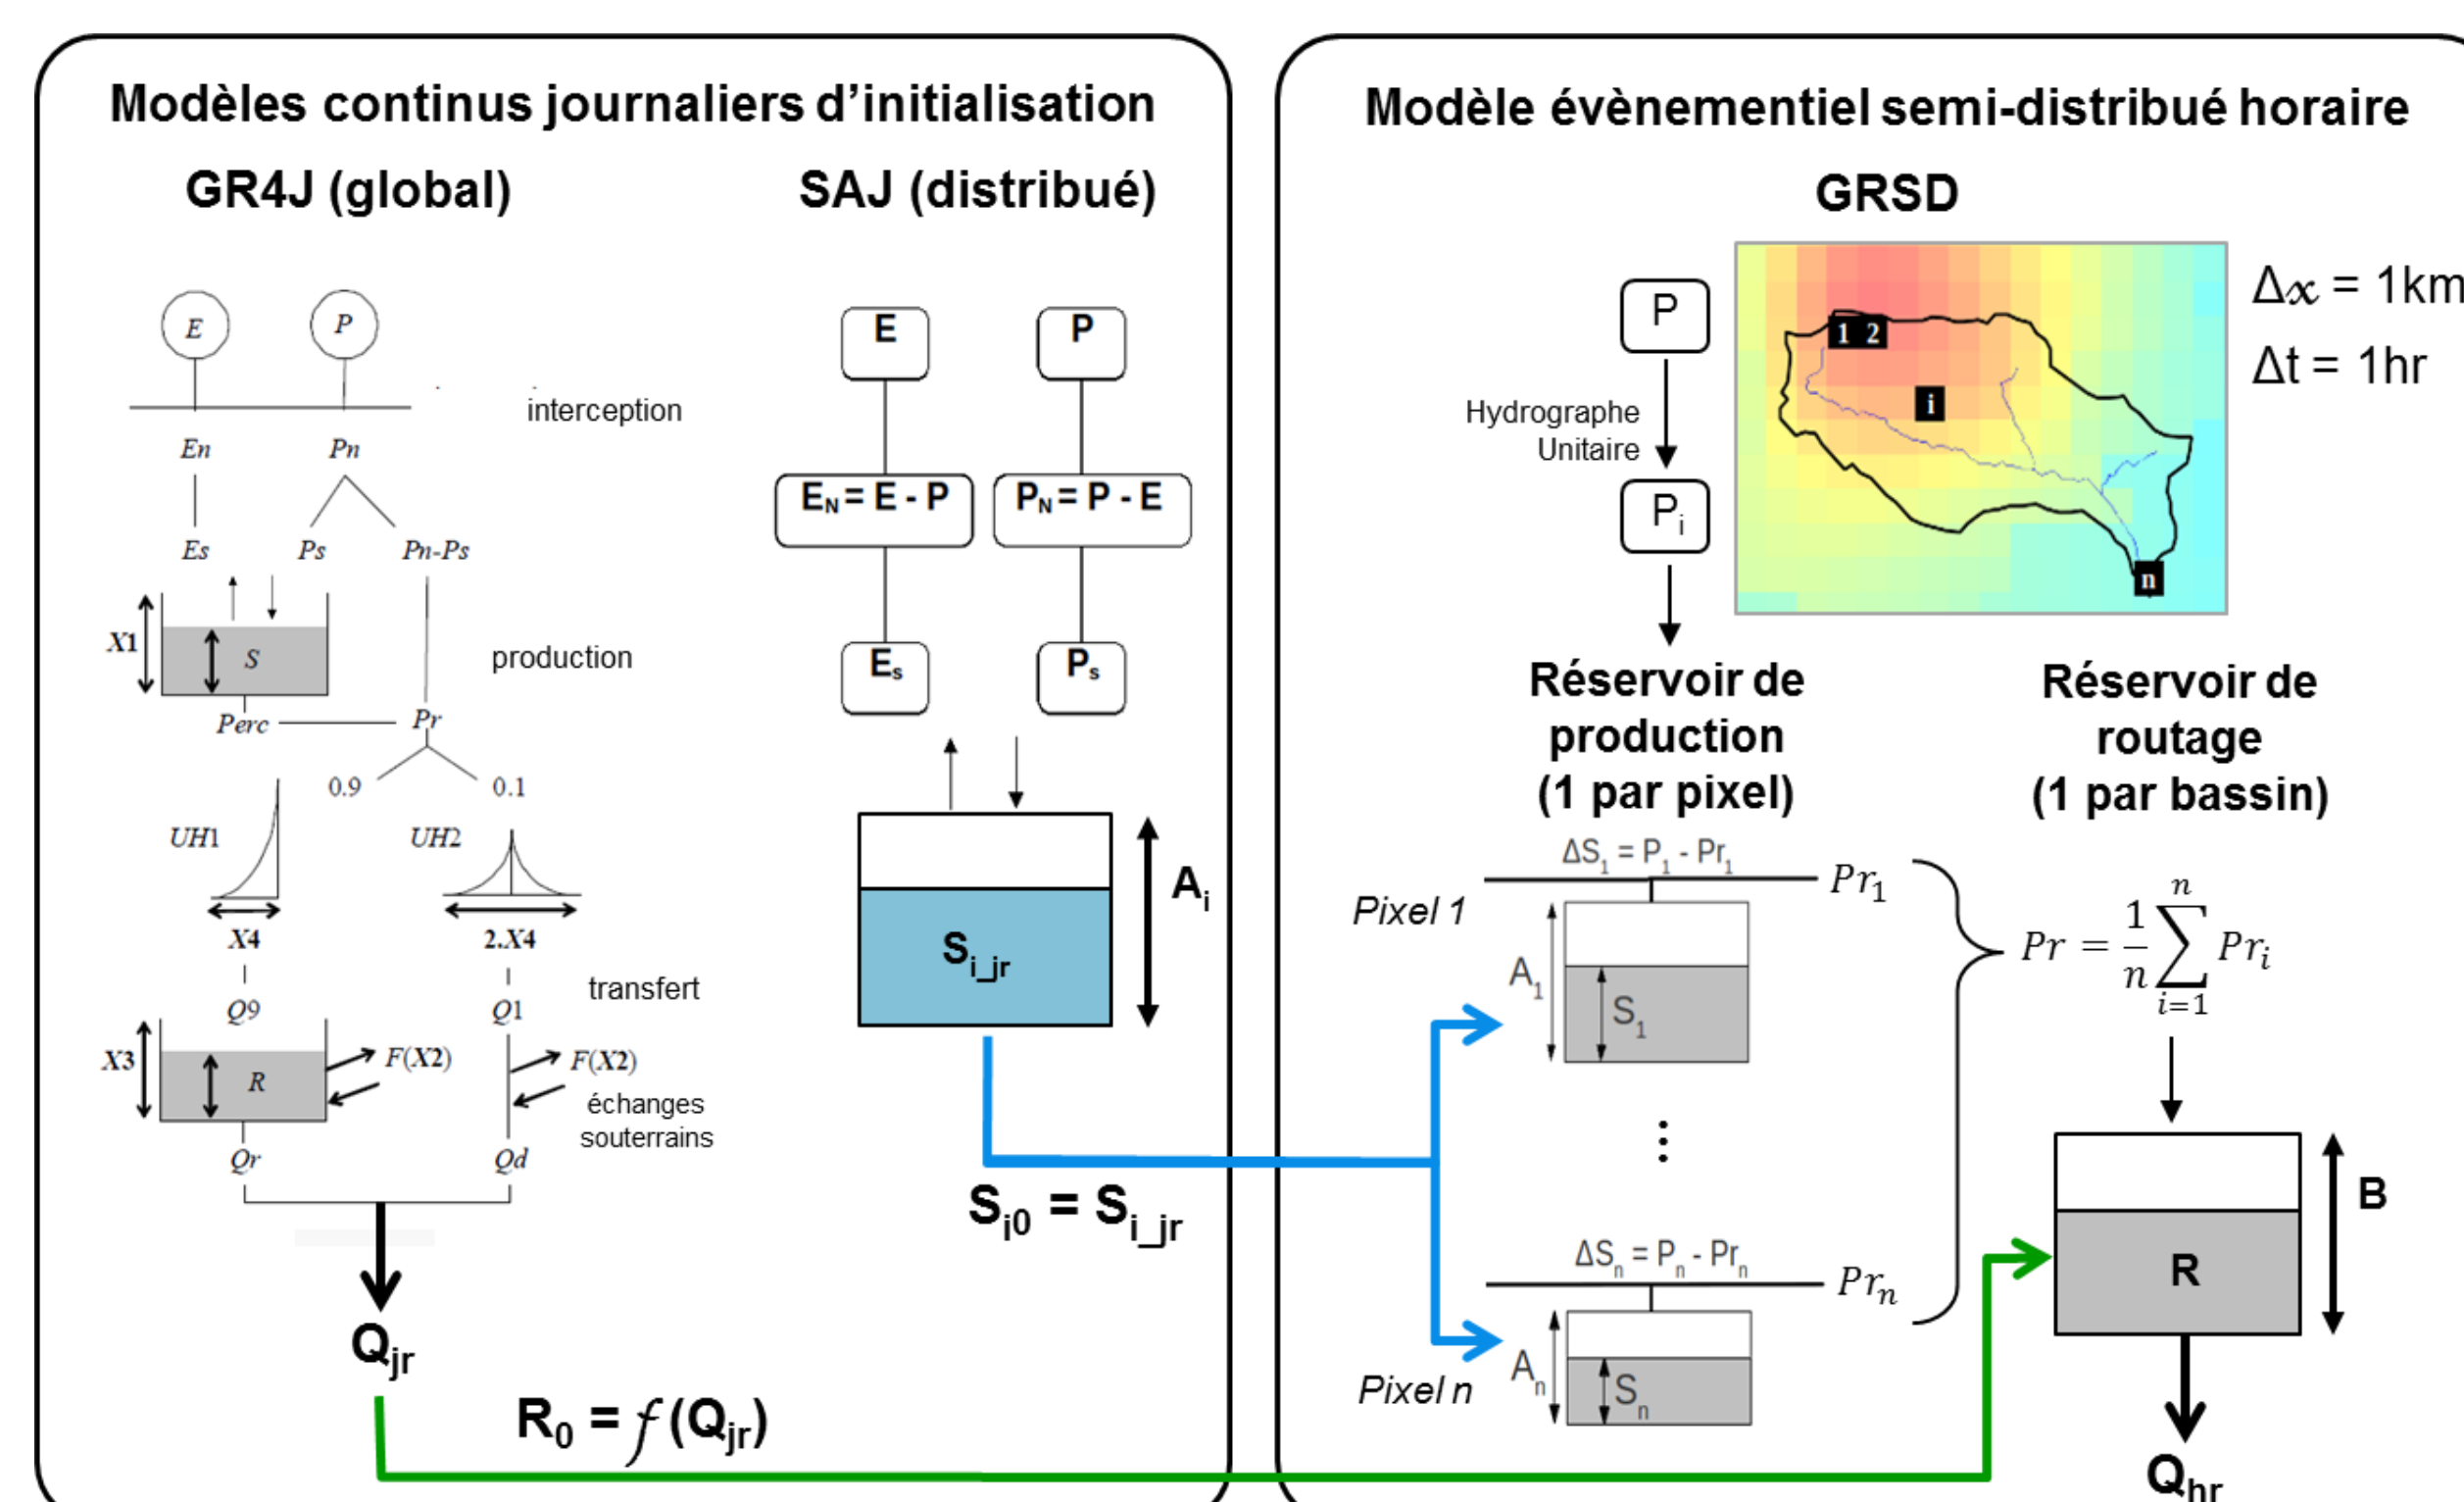 Modèles continus journaliers d'initialisation
GR4J (global)
SAJ (distribué)
E
P
interception
En
Pn
Es
Ps
Pn-Ps
X1
S
production
Perc
Pr
0.9
0.1
UH1
UH2
X4
2.X4
transfert
Q9
Q1
X3
R
F(X2)
F(X2)
échanges
souterrains
Qr
Qd
Qjr
R0 = f(Qjr)
E
P
EN = E - P
PN = P - E
Es
Ps
Si_jr
Ai
Si0 = Si_jr
Modèle évènementiel semi-distribué horaire
GRSD
P
Hydrographe
Unitaire
Pi
1 2
i
n
Δx = 1km
Δt = 1hr
Réservoir de
production
(1 par pixel)
Réservoir de
routage
(1 par bassin)
ΔS1 = P1 - Pr1
Pr1
Pixel 1
A1
S1
⋮
ΔSn = Pn - Prn
Prn
Pixel n
An
Sn
Pr = 1/n ∑_{i=1}^{n} Pri
B
R
Qhr